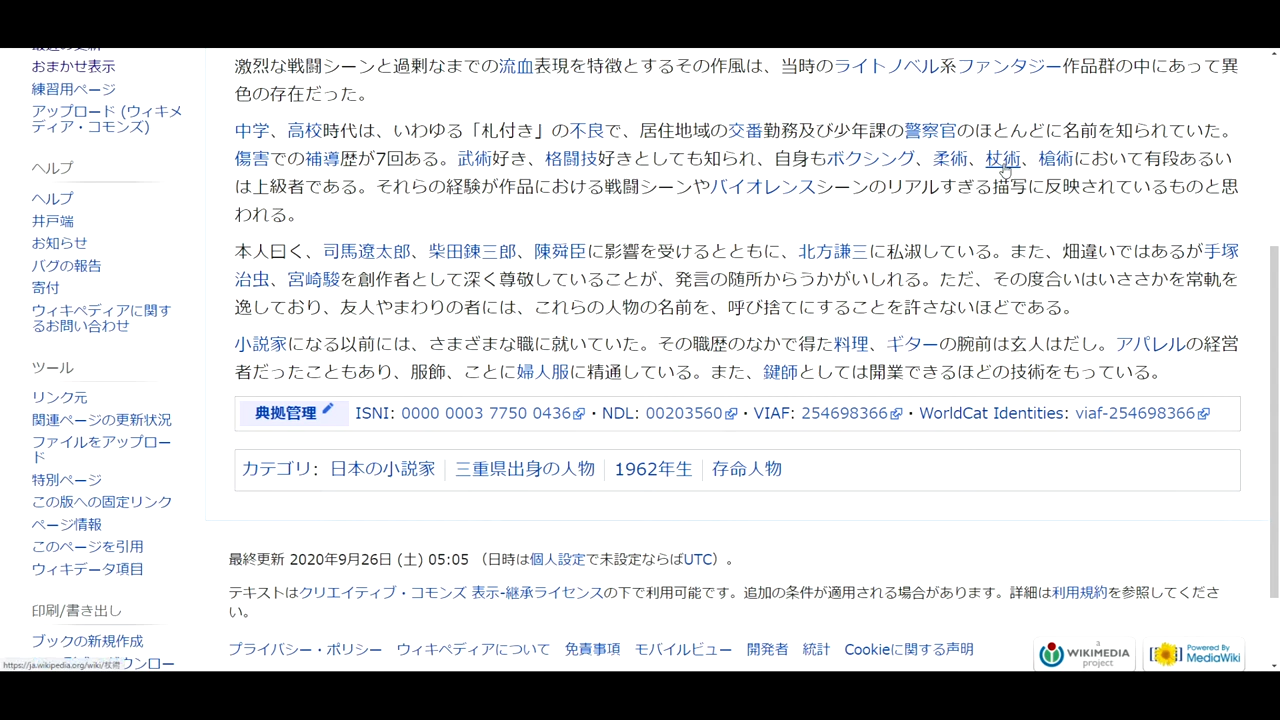 おまかせ表示
練習用ページ
アップロード (ウィキメ
ディア・コモンズ)
ヘルプ
ヘルプ
井戸端
お知らせ
バグの報告
寄付
ウィキペディアに関す
るお問い合わせ
ツール
リンク元
関連ページの更新状況
ファイルをアップロー
ド
特別ページ
この版への固定リンク
ページ情報
このページを引用
ウィキデータ項目
印刷/書き出し
ブックの新規作成
激烈な戦闘シーンと過剰なまでの流血表現を特徴とするその作風は、当時のライトノベル系ファンタジー作品群の中にあって異
色の存在だった。
中学、高校時代は、いわゆる「札付き」の不良で、居住地域の交番勤務及び少年課の警察官のほとんどに名前を知られていた。
傷害での補導歴が7回ある。武術好き、格闘技好きとしても知られ、自身もボクシング、柔術、杖術、槍術において有段あるい
は上級者である。それらの経験が作品における戦闘シーンやバイオレンスシーンのリアルすぎる描写に反映されているものと思
われる。
本人曰く、司馬遼太郎、柴田錬三郎、陳舜臣に影響を受けるとともに、北方謙三に私淑している。また、畑違いではあるが手塚
治虫、宮崎駿を創作者として深く尊敬していることが、発言の随所からうかがいしれる。ただ、その度合いはいささかを常軌を
逸しており、友人やまわりの者には、これらの人物の名前を、呼び捨てにすることを許さないほどである。
小説家になる以前には、さまざまな職に就いていた。その職歴のなかで得た料理、ギターの腕前は玄人はだし。アパレルの経営
者だったこともあり、服飾、ことに婦人服に精通している。また、鍵師としては開業できるほどの技術をもっている。
典拠管理 ISNI: 0000 0003 7750 0436 · NDL: 00203560 · VIAF: 254698366 · WorldCat Identities: viaf-254698366
カテゴリ: 日本の小説家 | 三重県出身の人物 | 1962年生 | 存命人物
最終更新 2020年9月26日 (土) 05:05 （日時は個人設定で未設定ならばUTC）。
テキストはクリエイティブ・コモンズ 表示-継承ライセンスの下で利用可能です。追加の条件が適用される場合があります。詳細は利用規約を参照してくださ
い。
プライバシー・ポリシー ウィキペディアについて 免責事項 モバイルビュー 開発者 統計 Cookieに関する声明
WIKIMEDIA
project
Powered By
MediaWiki
https://ja.wikipedia.org/wiki/杖術